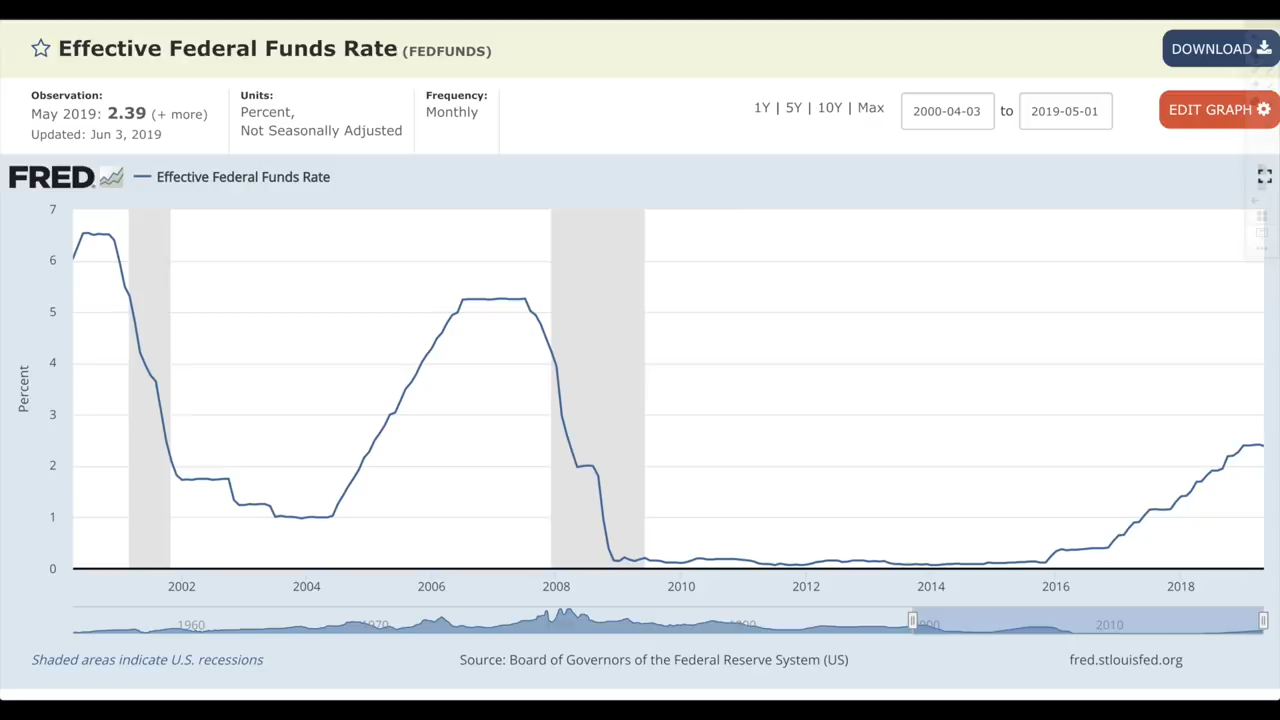 Effective Federal Funds Rate (FEDFUNDS)
DOWNLOAD
Observation:
May 2019: 2.39 (+ more)
Updated: Jun 3, 2019
Units:
Percent,
Not Seasonally Adjusted
Frequency:
Monthly
1Y | 5Y | 10Y | Max
2000-04-03 to 2019-05-01
EDIT GRAPH
FRED
Effective Federal Funds Rate
7
6
5
4
3
2
1
0
Percent
2002 2004 2006 2008 2010 2012 2014 2016 2018
1960 1970 1990 2000 2010
Shaded areas indicate U.S. recessions
Source: Board of Governors of the Federal Reserve System (US)
fred.stlouisfed.org